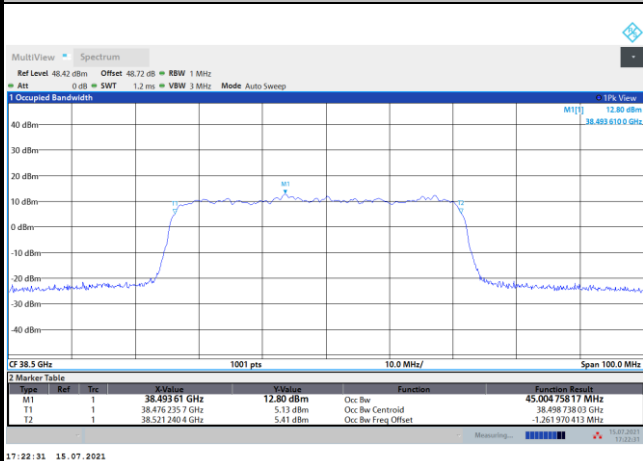 MultiView Spectrum
Ref Level 48.42 dBm Offset 48.72 dB RBW 1 MHz
Att 0 dB SWT 1.2 ms VBW 3 MHz Mode Auto Sweep
1 Occupied Bandwidth 1Pk View
M1[1] 12.80 dBm
38.493 610 0 GHz
40 dBm
30 dBm
20 dBm
M1
10 dBm
T1 T2
0 dBm
-10 dBm
-20 dBm
-30 dBm
-40 dBm
CF 38.5 GHz 1001 pts 10.0 MHz/ Span 100.0 MHz
2 Marker Table
Type Ref Trc X-Value Y-Value Function Function Result
M1 1 38.493 61 GHz 12.80 dBm Occ Bw 45.004 758 17 MHz
T1 1 38.476 235 7 GHz 5.13 dBm Occ Bw Centroid 38.498 738 03 GHz
T2 1 38.521 240 4 GHz 5.41 dBm Occ Bw Freq Offset -1.261 970 413 MHz
Measuring... 15.07.2021
17:22:31
17:22:31 15.07.2021